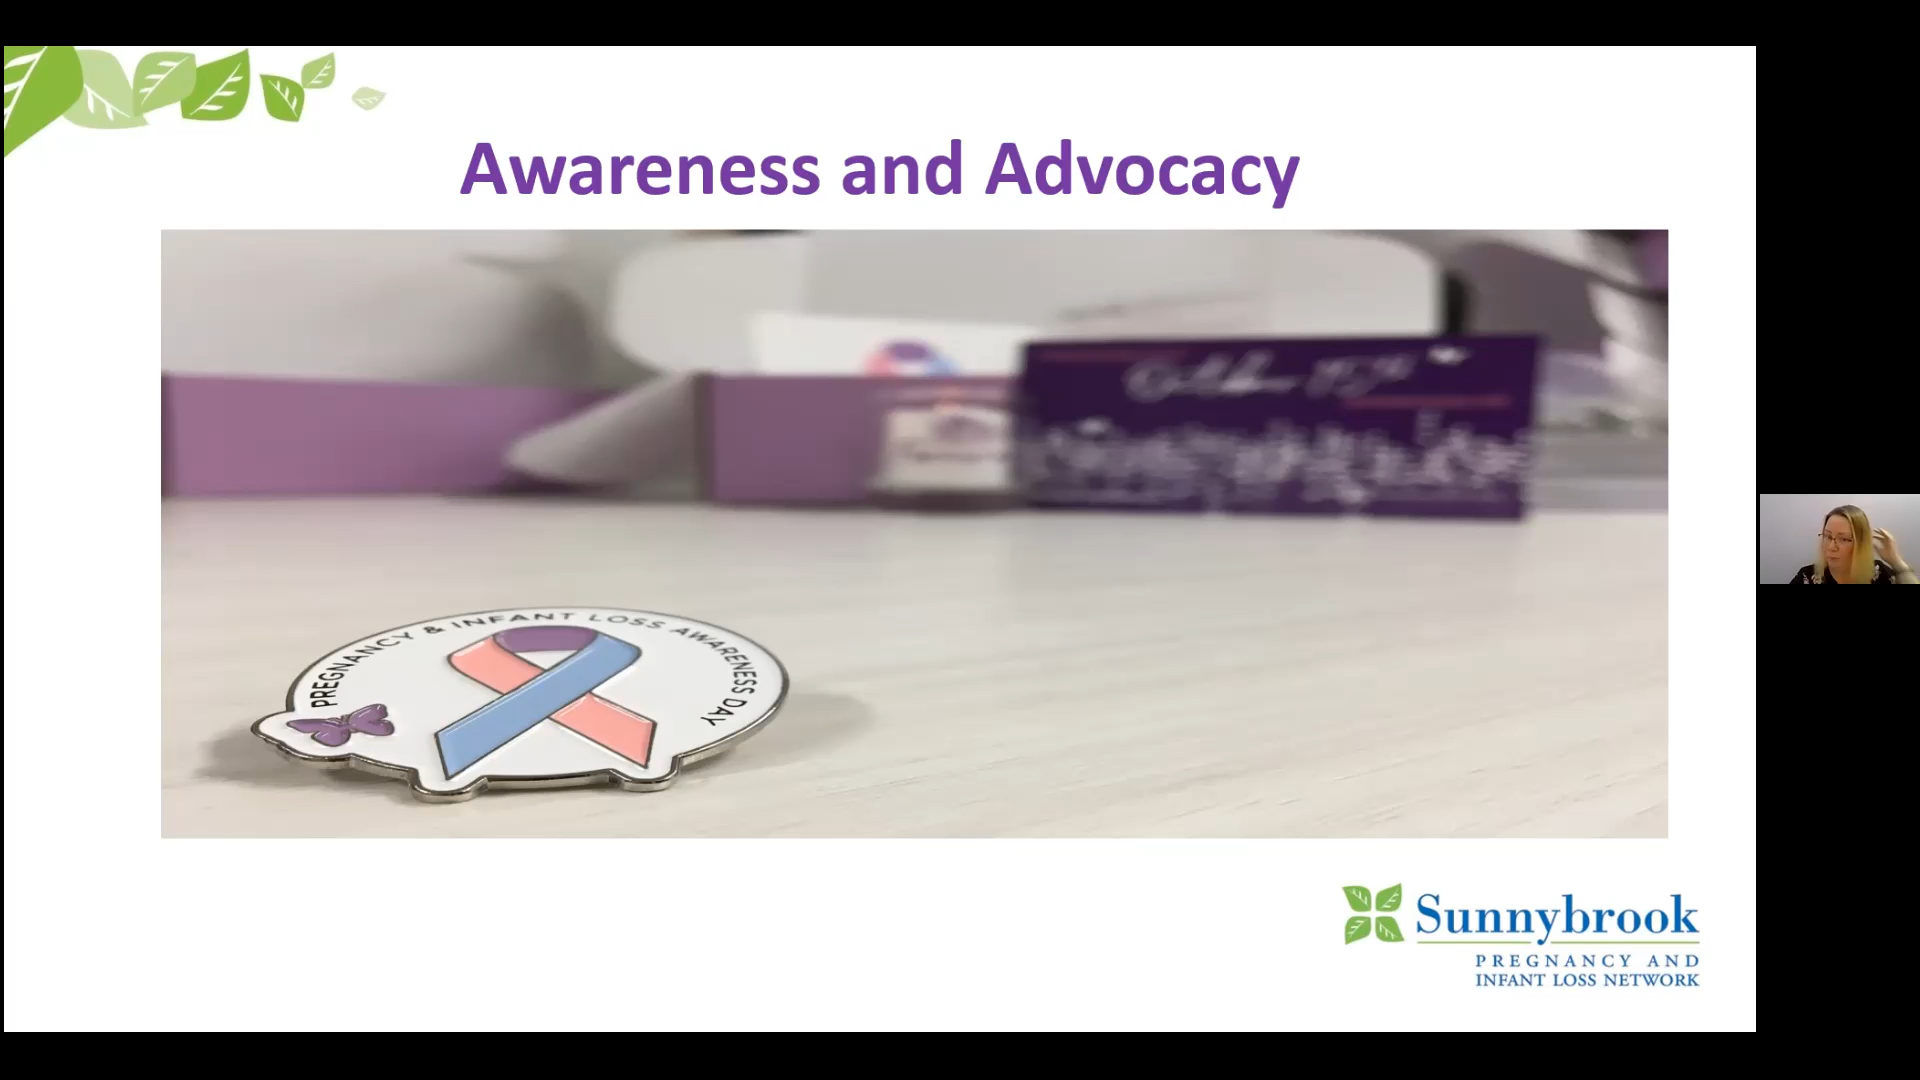 Awareness and Advocacy
PREGNANCY & INFANT LOSS AWARENESS DAY
Sunnybrook
PREGNANCY AND
INFANT LOSS NETWORK